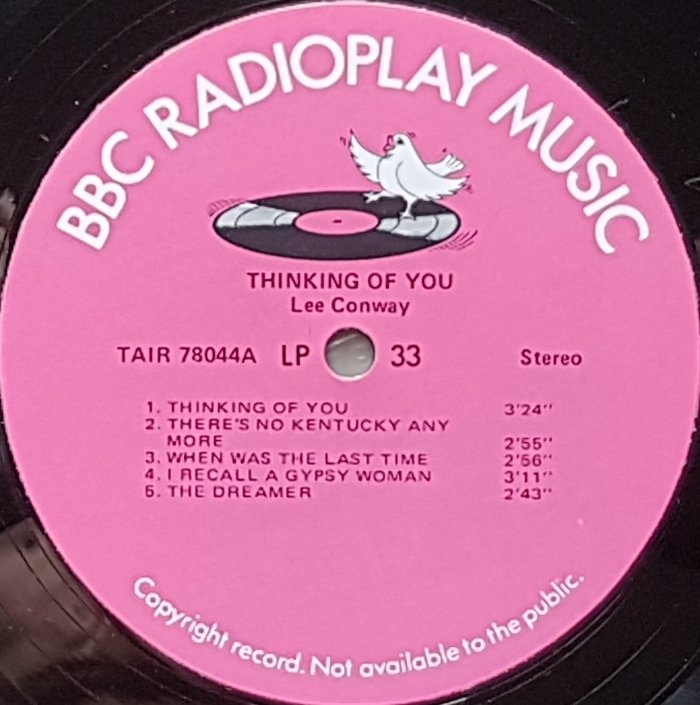 BBC RADIOPLAY MUSIC
THINKING OF YOU
Lee Conway
TAIR 78044A LP 33 Stereo
1. THINKING OF YOU 3'24"
2. THERE'S NO KENTUCKY ANY
MORE 2'55"
3. WHEN WAS THE LAST TIME 2'56"
4. I RECALL A GYPSY WOMAN 3'11"
5. THE DREAMER 2'43"
Copyright record. Not available to the public.